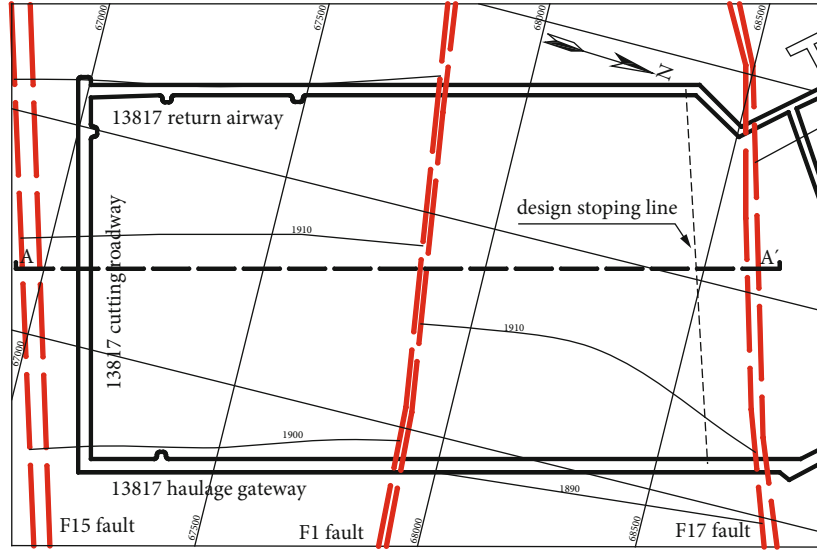 67000
67500
68000
68500
N
13817 return airway
design stoping line
1910
A
A′
13817 cutting roadway
67000
1910
1900
13817 haulage gateway
1890
F15 fault
67500
F1 fault
68000
68500
F17 fault